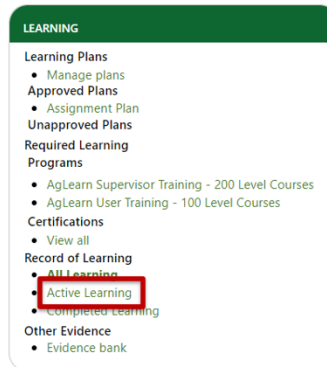 LEARNING
Learning Plans
Manage plans
Approved Plans
Assignment Plan
Unapproved Plans
Required Learning
Programs
AgLearn Supervisor Training - 200 Level Courses
AgLearn User Training - 100 Level Courses
Certifications
View all
Record of Learning
All Learning
Active Learning
Completed Learning
Other Evidence
Evidence bank